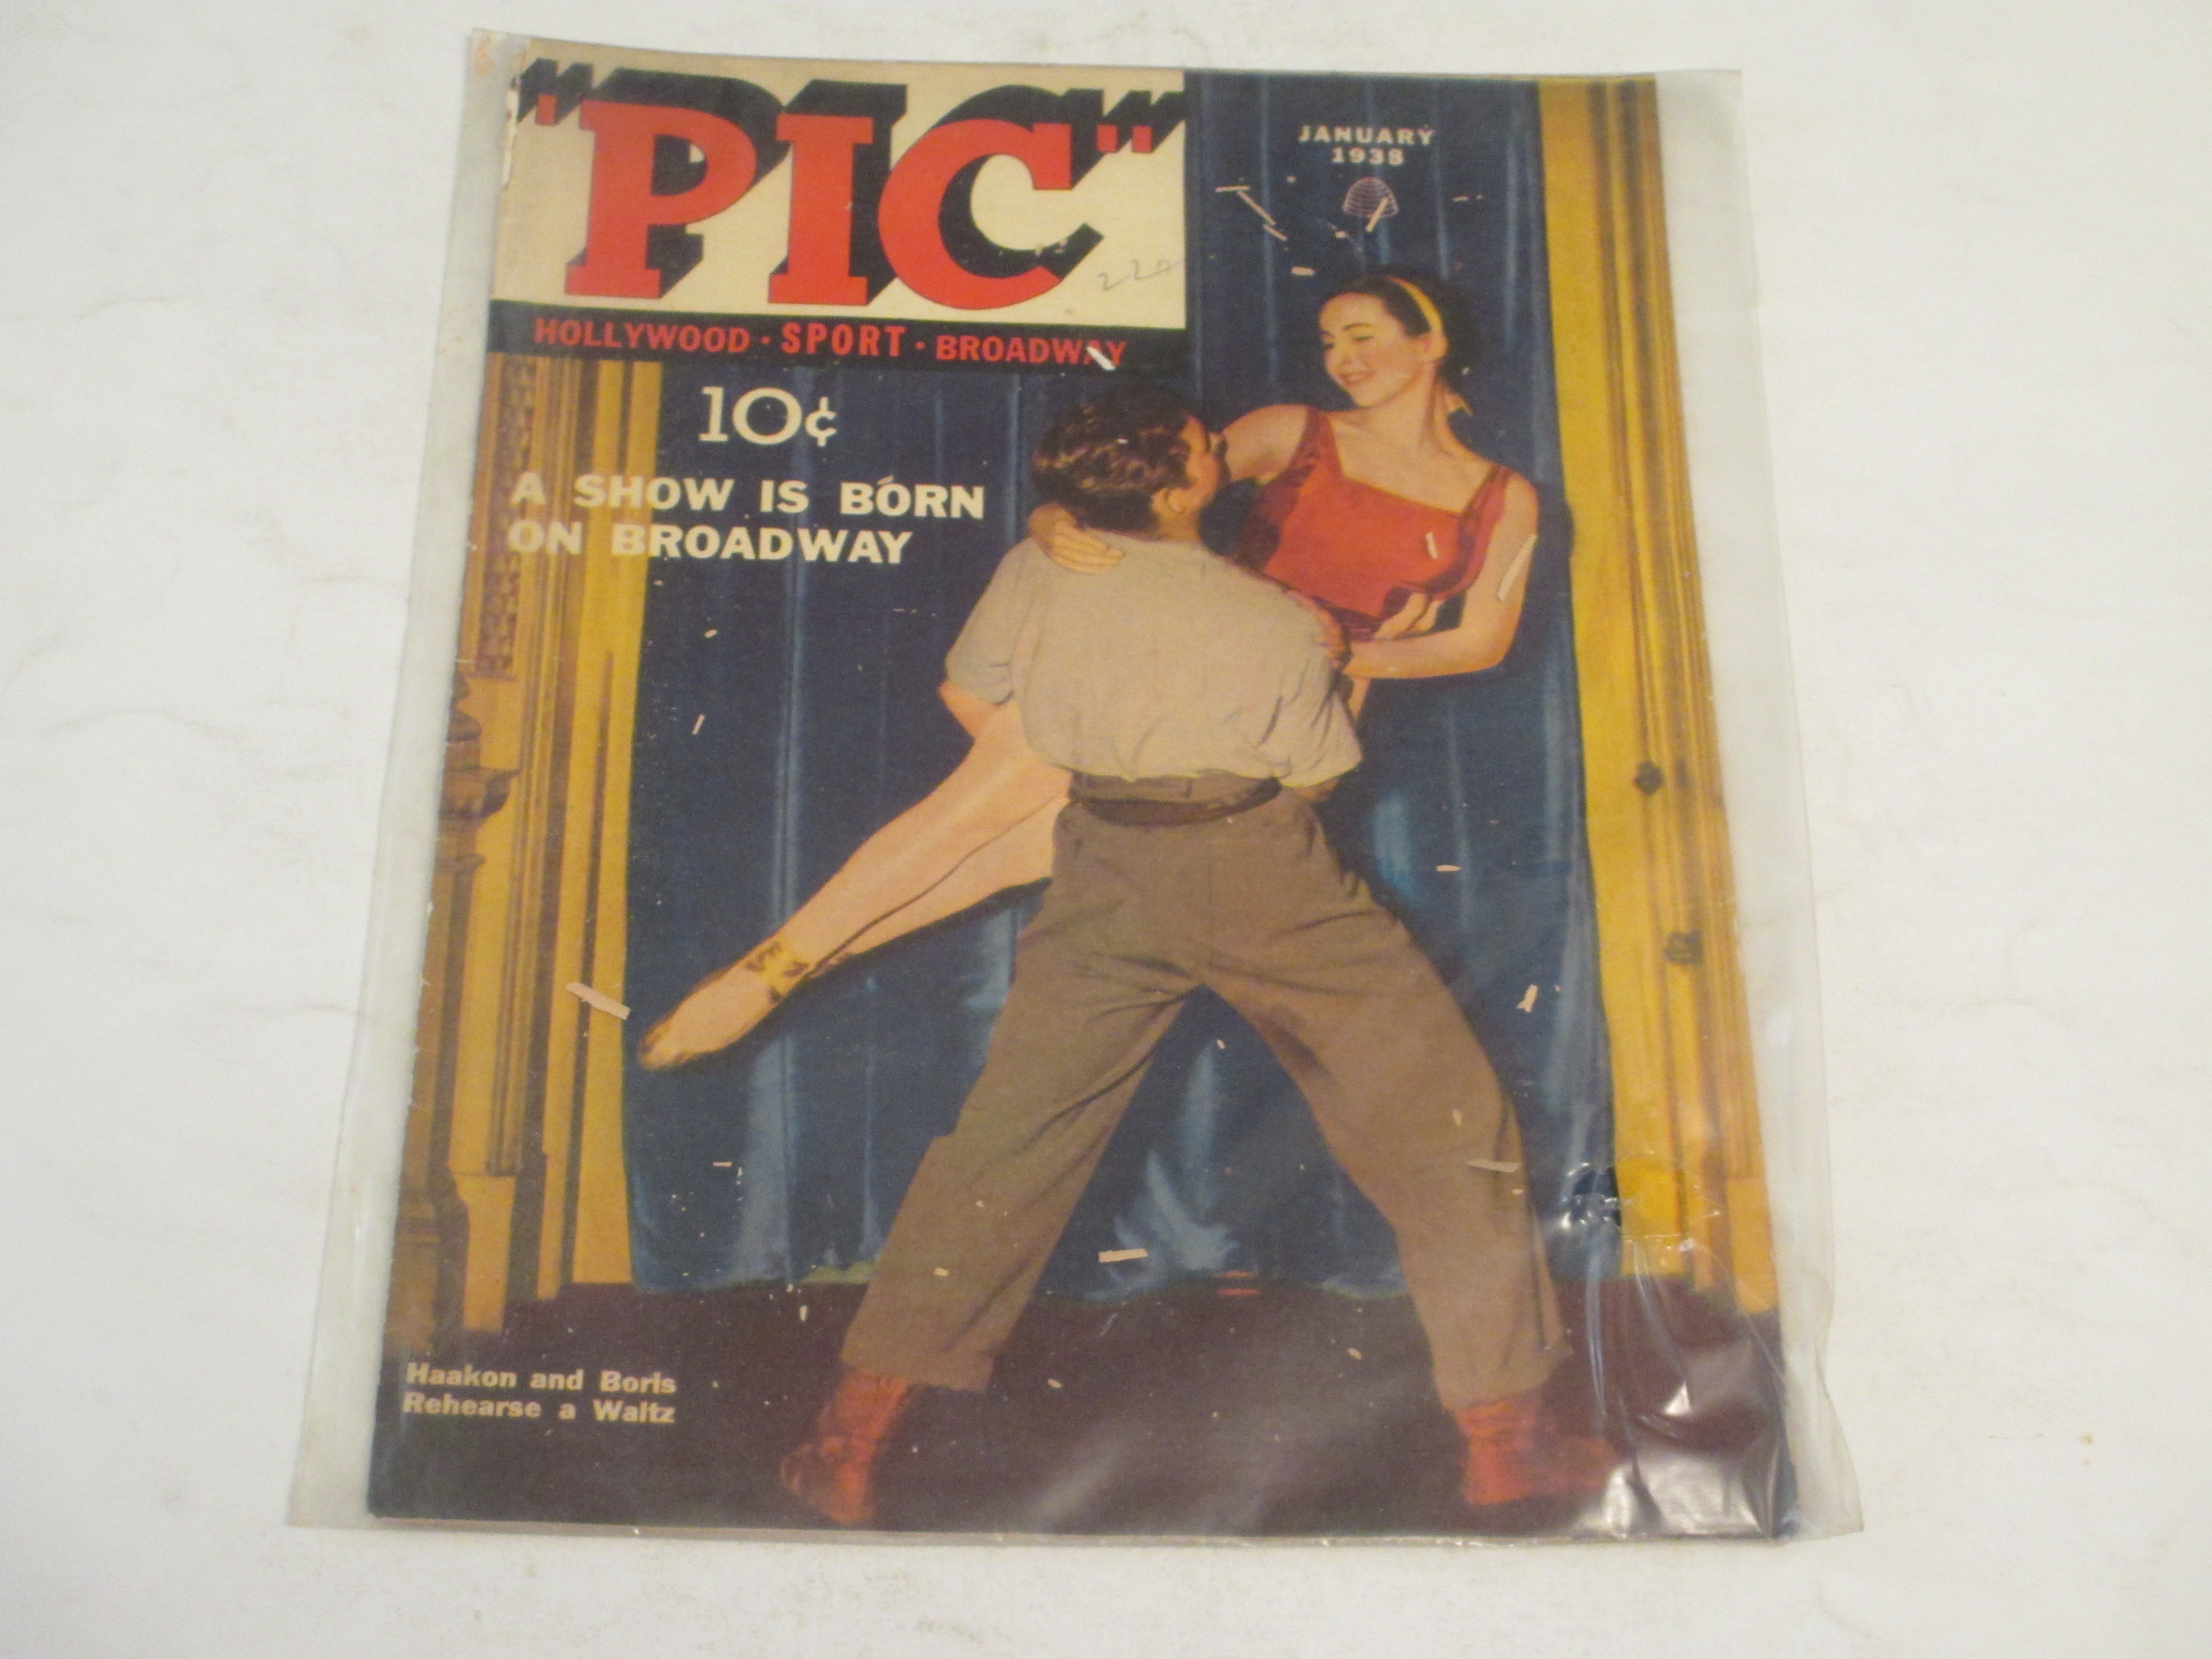 "PIC"
JANUARY
1938
HOLLYWOOD · SPORT · BROADWAY
10¢
A SHOW IS BORN
ON BROADWAY
Haakon and Boris
Rehearse a Waltz